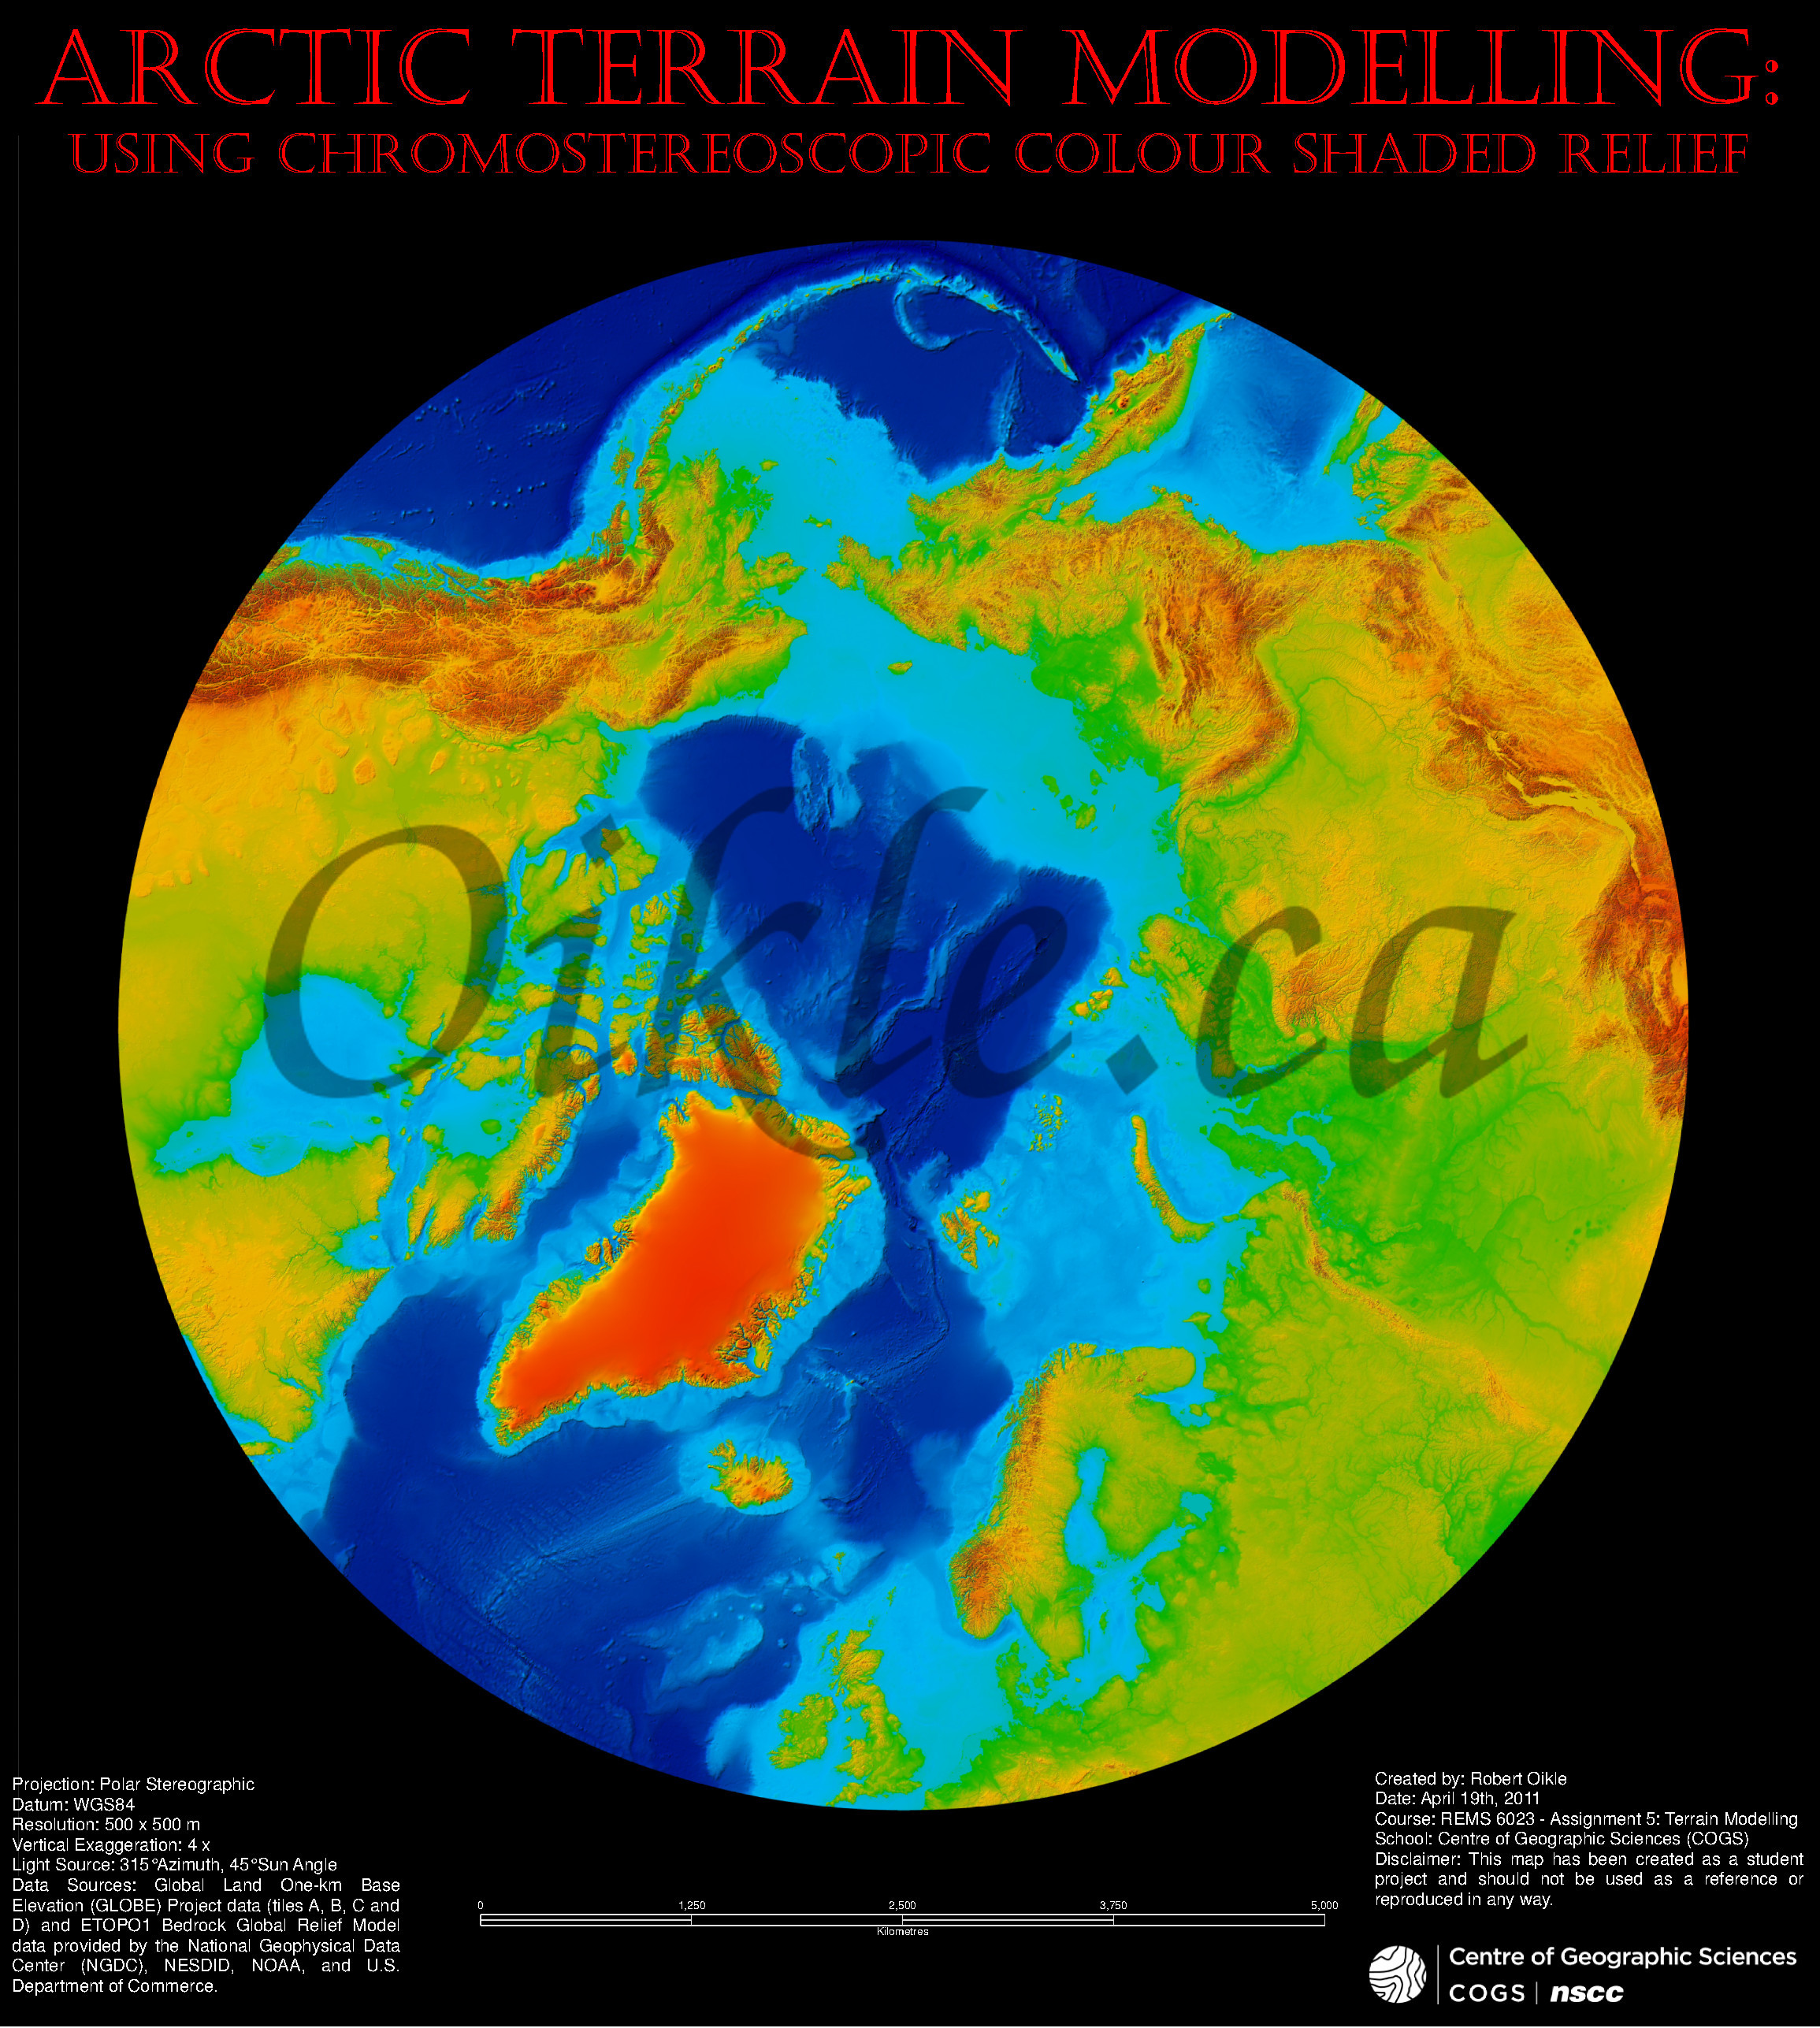 ARCTIC TERRAIN MODELLING:
USING CHROMOSTEREOSCOPIC COLOUR SHADED RELIEF
Oikle.ca
Projection: Polar Stereographic
Datum: WGS84
Resolution: 500 x 500 m
Vertical Exaggeration: 4 x
Light Source: 315°Azimuth, 45°Sun Angle
Data Sources: Global Land One-km Base
Elevation (GLOBE) Project data (tiles A, B, C and
D) and ETOPO1 Bedrock Global Relief Model
data provided by the National Geophysical Data
Center (NGDC), NESDID, NOAA, and U.S.
Department of Commerce.
0 1,250 2,500 3,750 5,000
Kilometres
Created by: Robert Oikle
Date: April 19th, 2011
Course: REMS 6023 - Assignment 5: Terrain Modelling
School: Centre of Geographic Sciences (COGS)
Disclaimer: This map has been created as a student
project and should not be used as a reference or
reproduced in any way.
Centre of Geographic Sciences
COGS | nscc